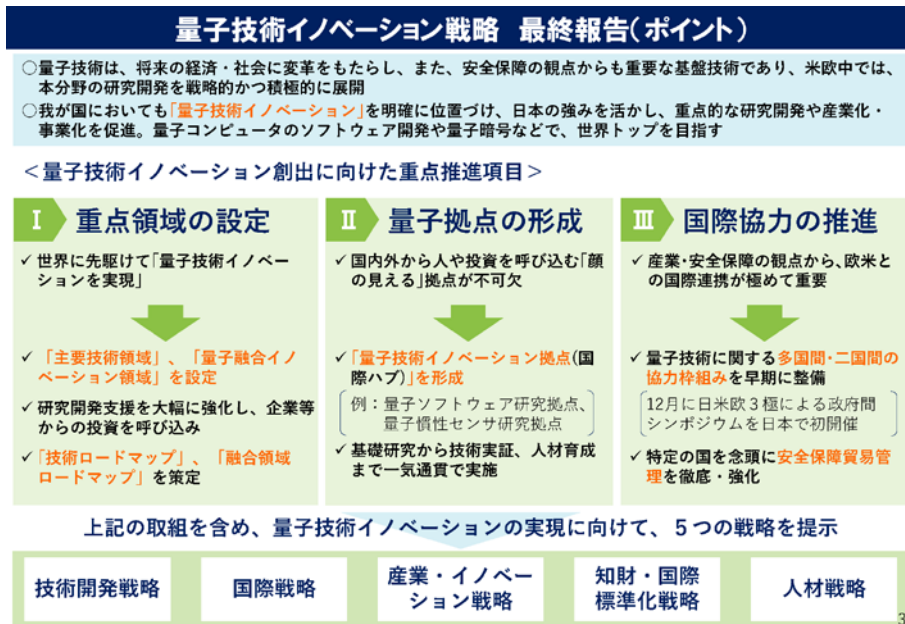 量子技術イノベーション戦略 最終報告(ポイント)
○量子技術は、将来の経済・社会に変革をもたらし、また、安全保障の観点からも重要な基盤技術であり、米欧中では、
本分野の研究開発を戦略的かつ積極的に展開
○我が国においても「量子技術イノベーション」を明確に位置づけ、日本の強みを活かし、重点的な研究開発や産業化・
事業化を促進。量子コンピュータのソフトウェア開発や量子暗号などで、世界トップを目指す
<量子技術イノベーション創出に向けた重点推進項目>
Ⅰ 重点領域の設定
✓ 世界に先駆けて「量子技術イノベー
ションを実現」
✓ 「主要技術領域」、「量子融合イノ
ベーション領域」を設定
✓ 研究開発支援を大幅に強化し、企業等
からの投資を呼び込み
✓ 「技術ロードマップ」、「融合領域
ロードマップ」を策定
Ⅱ 量子拠点の形成
✓ 国内外から人や投資を呼び込む「顔
の見える」拠点が不可欠
✓ 「量子技術イノベーション拠点(国
際ハブ)」を形成
例：量子ソフトウェア研究拠点、
量子慣性センサ研究拠点
✓ 基礎研究から技術実証、人材育成
まで一気通貫で実施
Ⅲ 国際協力の推進
✓ 産業・安全保障の観点から、欧米と
の国際連携が極めて重要
✓ 量子技術に関する多国間・二国間の
協力枠組みを早期に整備
12月に日米欧３極による政府間
シンポジウムを日本で初開催
✓ 特定の国を念頭に安全保障貿易管
理を徹底・強化
上記の取組を含め、量子技術イノベーションの実現に向けて、５つの戦略を提示
技術開発戦略
国際戦略
産業・イノベー
ション戦略
知財・国際
標準化戦略
人材戦略
3